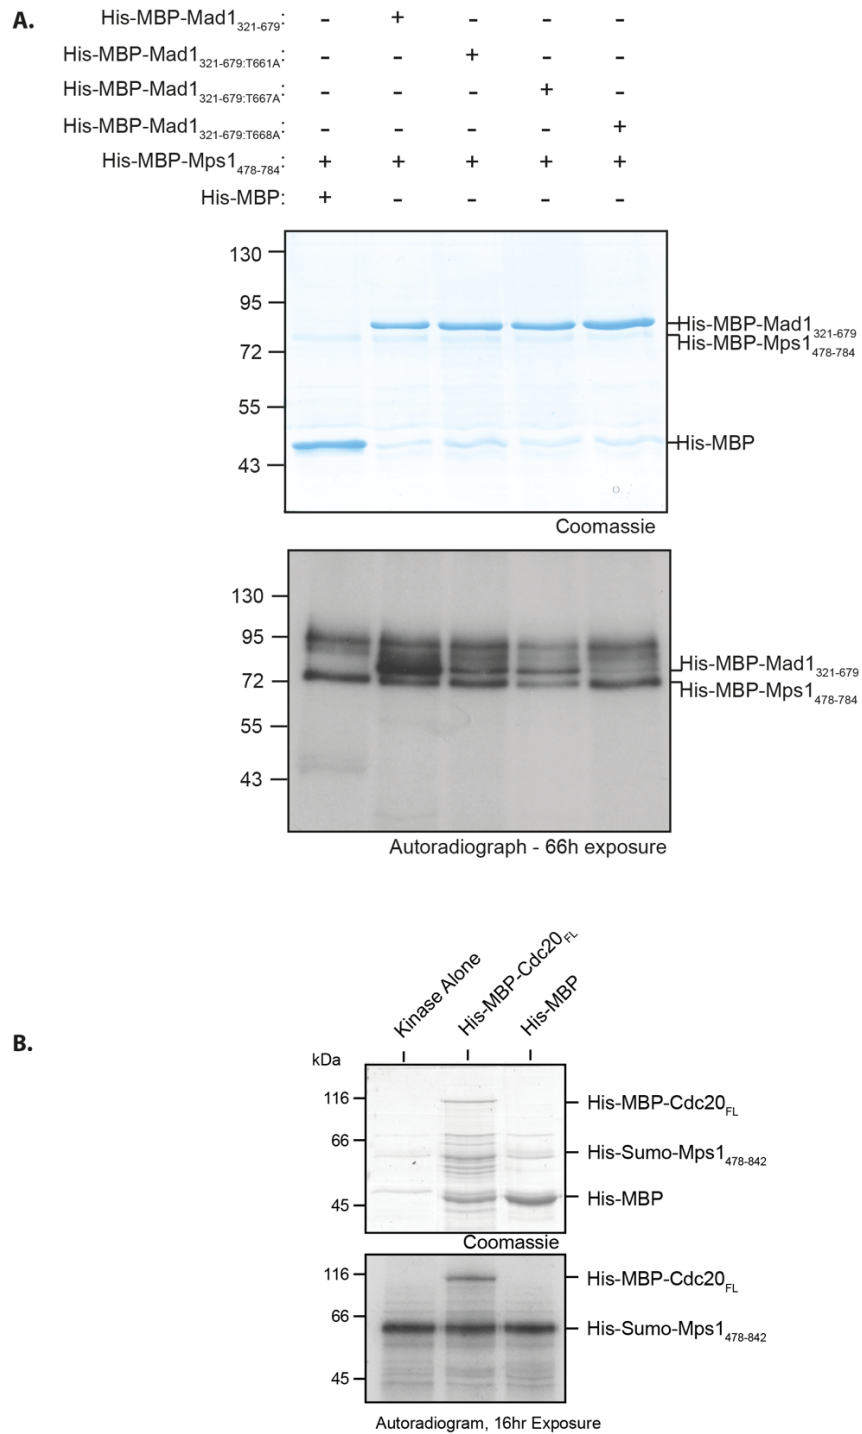 A.
His-MBP-Mad1321-679: - + - - -
His-MBP-Mad1321-679:T661A: - - + - -
His-MBP-Mad1321-679:T667A: - - - + -
His-MBP-Mad1321-679:T668A: - - - - +
His-MBP-Mps1478-784: + + + + +
His-MBP: + - - - -
130
95
72
55
43
His-MBP-Mad1321-679
His-MBP-Mps1478-784
His-MBP
Coomassie
130
95
72
55
43
His-MBP-Mad1321-679
His-MBP-Mps1478-784
Autoradiograph - 66h exposure
B.
Kinase Alone
His-MBP-Cdc20FL
His-MBP
kDa
116
66
45
His-MBP-Cdc20FL
His-Sumo-Mps1478-842
His-MBP
Coomassie
116
66
45
His-MBP-Cdc20FL
His-Sumo-Mps1478-842
Autoradiogram, 16hr Exposure